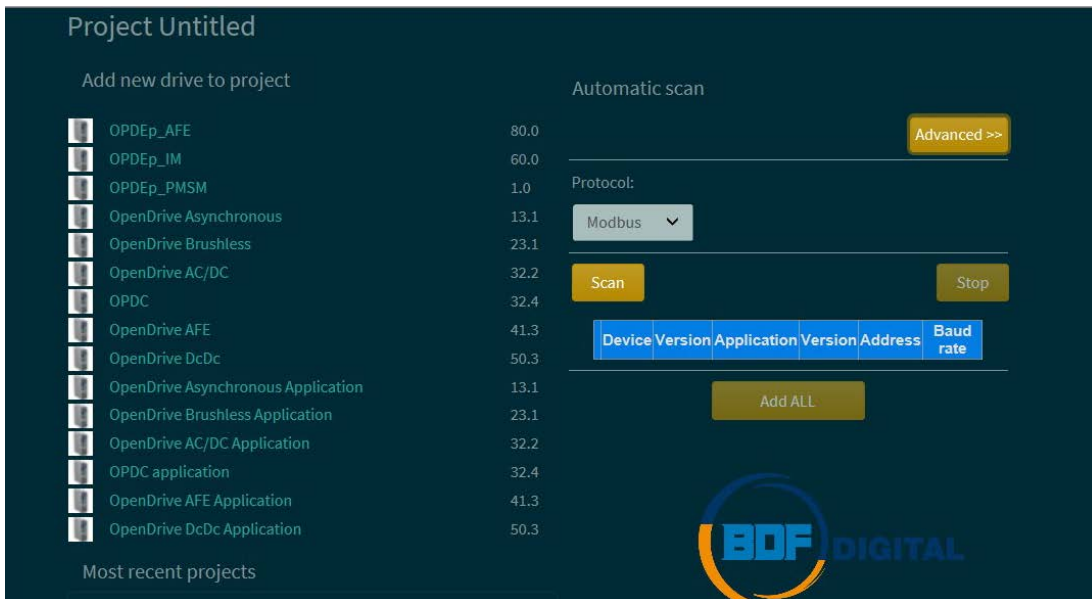 Project Untitled
Add new drive to project
OPDEp_AFE 80.0
OPDEp_IM 60.0
OPDEp_PMSM 1.0
OpenDrive Asynchronous 13.1
OpenDrive Brushless 23.1
OpenDrive AC/DC 32.2
OPDC 32.4
OpenDrive AFE 41.3
OpenDrive DcDc 50.3
OpenDrive Asynchronous Application 13.1
OpenDrive Brushless Application 23.1
OpenDrive AC/DC Application 32.2
OPDC application 32.4
OpenDrive AFE Application 41.3
OpenDrive DcDc Application 50.3
Most recent projects
Automatic scan
Advanced >>
Protocol:
Modbus
Scan Stop
Device Version Application Version Address Baud
rate
Add ALL
BDF DIGITAL